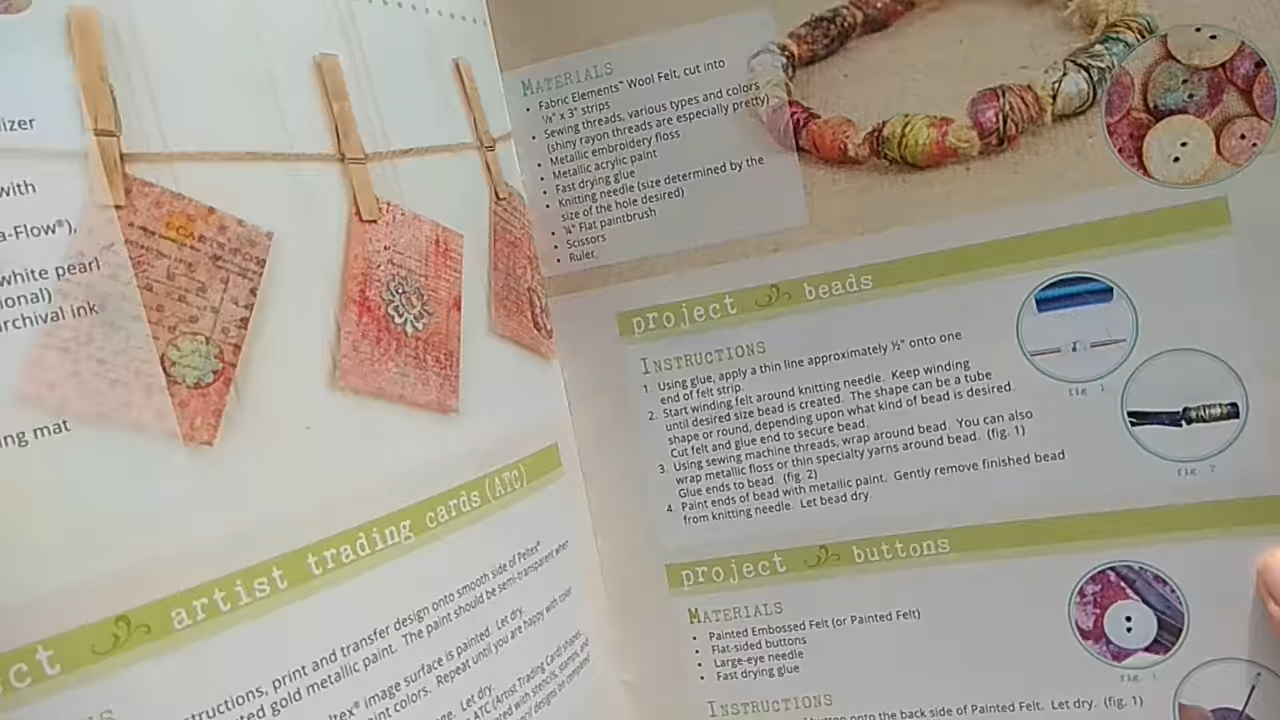 lizer
with
a-Flow®),
white pearl
ional)
archival ink
ing mat
ct artist trading cards (ATC)
structions, print and transfer design onto smooth side of Peltex®
ted gold metallic paint. The paint should be semi-transparent when
ltex® image surface is painted. Let dry.
int colors. Repeat until you are happy with color
Let dry.
ATC (Artist Trading Card) shapes.
MATERIALS
• Fabric Elements™ Wool Felt, cut into
⅛" x 3" strips
• Sewing threads, various types and colors
(shiny rayon threads are especially pretty)
• Metallic embroidery floss
• Metallic acrylic paint
• Fast drying glue
• Knitting needle (size determined by the
size of the hole desired)
• ¼" Flat paintbrush
• Scissors
• Ruler
project beads
INSTRUCTIONS
1. Using glue, apply a thin line approximately ½" onto one
end of felt strip.
2. Start winding felt around knitting needle. Keep winding
until desired size bead is created. The shape can be a tube
shape or round, depending upon what kind of bead is desired.
Cut felt and glue end to secure bead.
3. Using sewing machine threads, wrap around bead. You can also
wrap metallic floss or thin specialty yarns around bead. (fig. 1)
Glue ends to bead. (fig. 2)
4. Paint ends of bead with metallic paint. Gently remove finished bead
from knitting needle. Let bead dry.
fig. 1
fig. 2
project buttons
MATERIALS
• Painted Embossed Felt (or Painted Felt)
• Flat-sided buttons
• Large-eye needle
• Fast drying glue
fig. 1
INSTRUCTIONS
button onto the back side of Painted Felt. Let dry. (fig. 1)